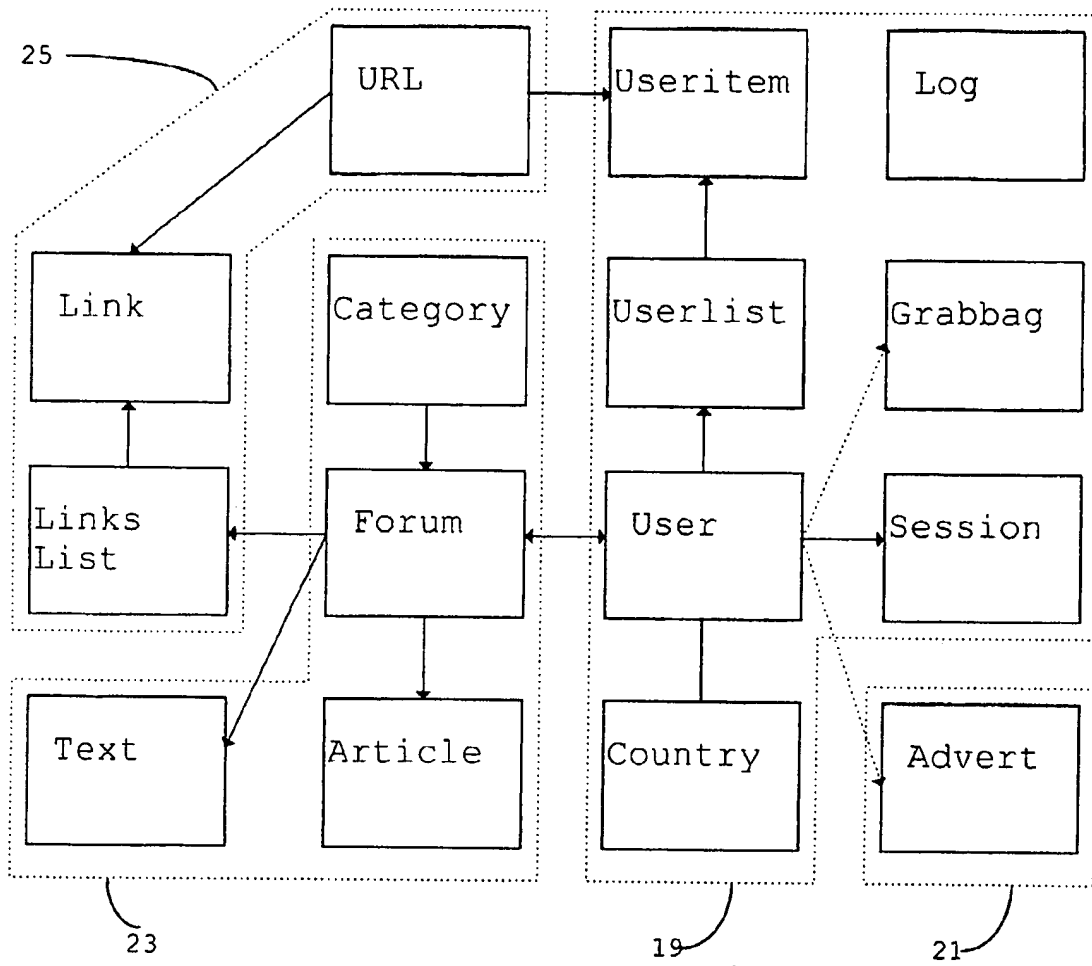 25
URL
Useritem
Log
Link
Category
Userlist
Grabbag
Links
List
Forum
User
Session
Text
Article
Country
Advert
23
19
21